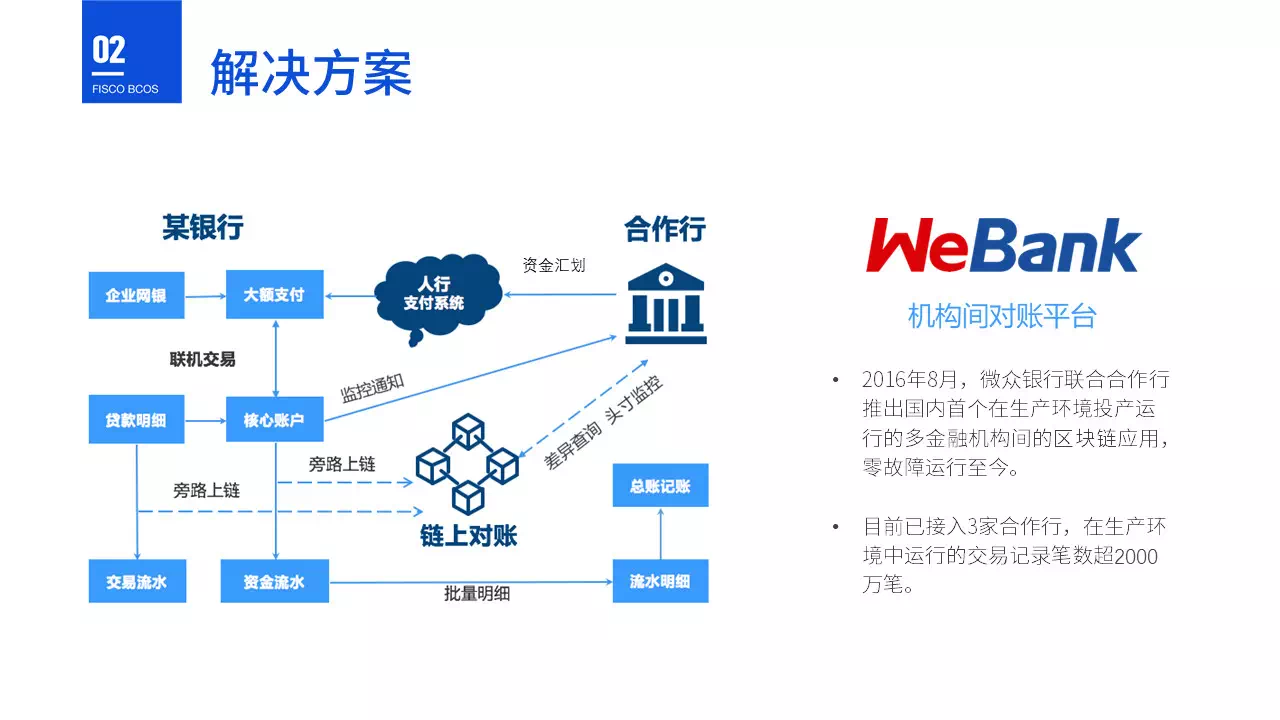 02
FISCO BCOS
解决方案
某银行
合作行
企业网银
大额支付
人行
支付系统
资金汇划
联机交易
监控通知
贷款明细
核心账户
差异查询 头寸监控
旁路上链
旁路上链
链上对账
总账记账
交易流水
资金流水
批量明细
流水明细
WeBank
机构间对账平台
• 2016年8月，微众银行联合合作行
推出国内首个在生产环境投产运
行的多金融机构间的区块链应用，
零故障运行至今。
• 目前已接入3家合作行，在生产环
境中运行的交易记录笔数超2000
万笔。